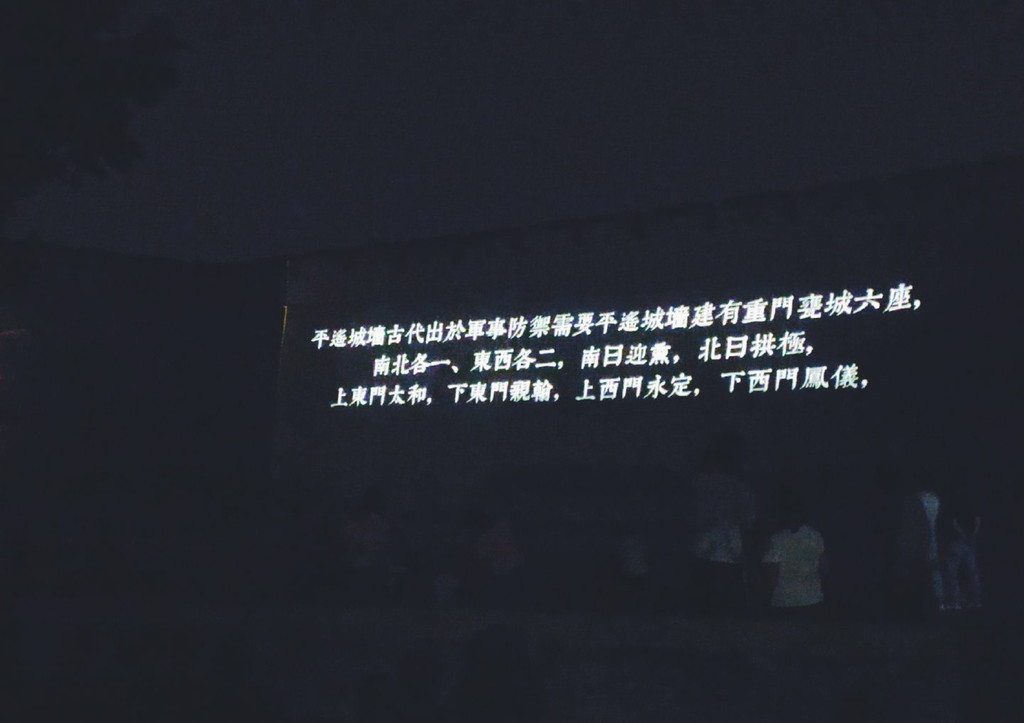 平遙城墻古代出於軍事防禦需要平遙城墻建有重門甕城六座，
南北各一、東西各二，南曰迎薰，北曰拱極，
上東門太和，下東門親翰，上西門永定，下西門鳳儀，